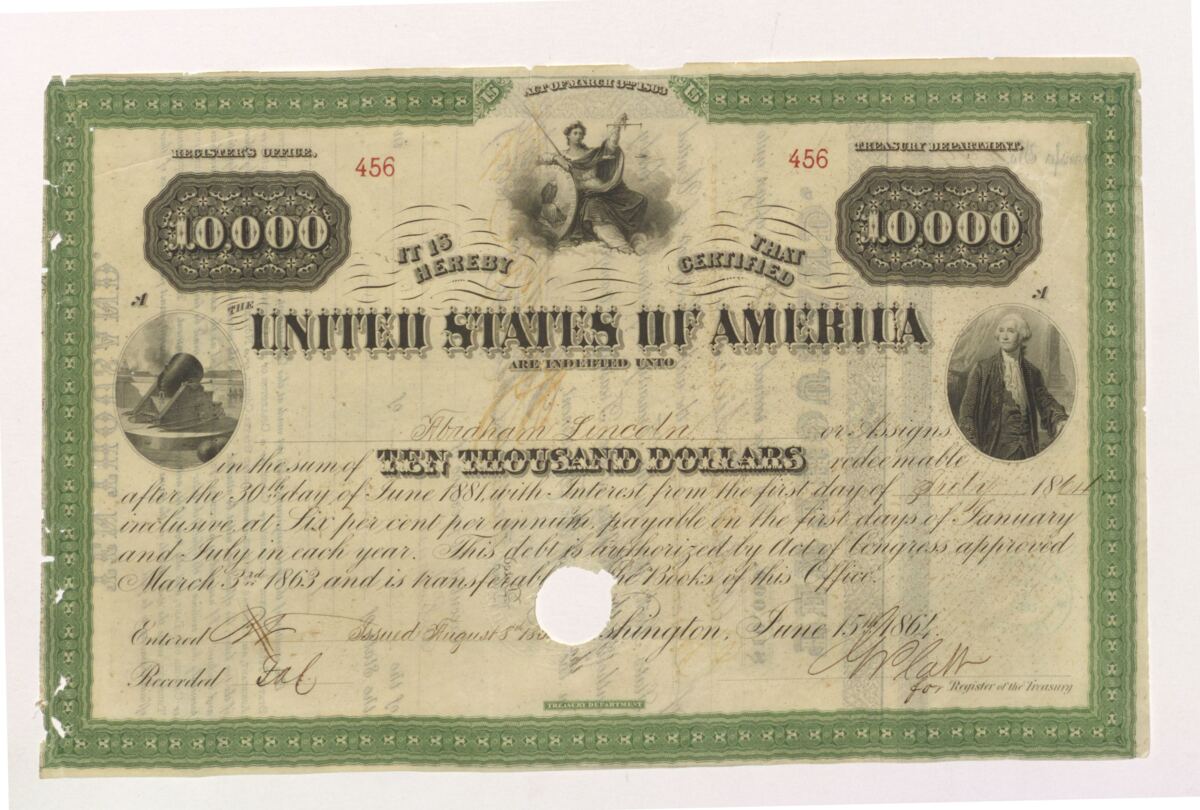 ACT OF MARCH 3RD 1863
15 15
REGISTER'S OFFICE. 456 456 TREASURY DEPARTMENT.
10,000 10,000
IT IS HEREBY THAT CERTIFIED
A A
THE
UNITED STATES OF AMERICA
ARE INDEBTED UNTO
Abraham Lincoln or Assigns
in the sum of TEN THOUSAND DOLLARS redeemable
after the 30th day of June 1881, with Interest from the first day of July 1864
inclusive, at Six per cent per annum, payable on the first days of January
and July in each year. This debt is authorized by Act of Congress approved
March 3rd 1863 and is transferable the Books of this Office.
Entered Issued August 5th shington, June 15th 1864
Recorded
for Register of the Treasury
TREASURY DEPARTMENT